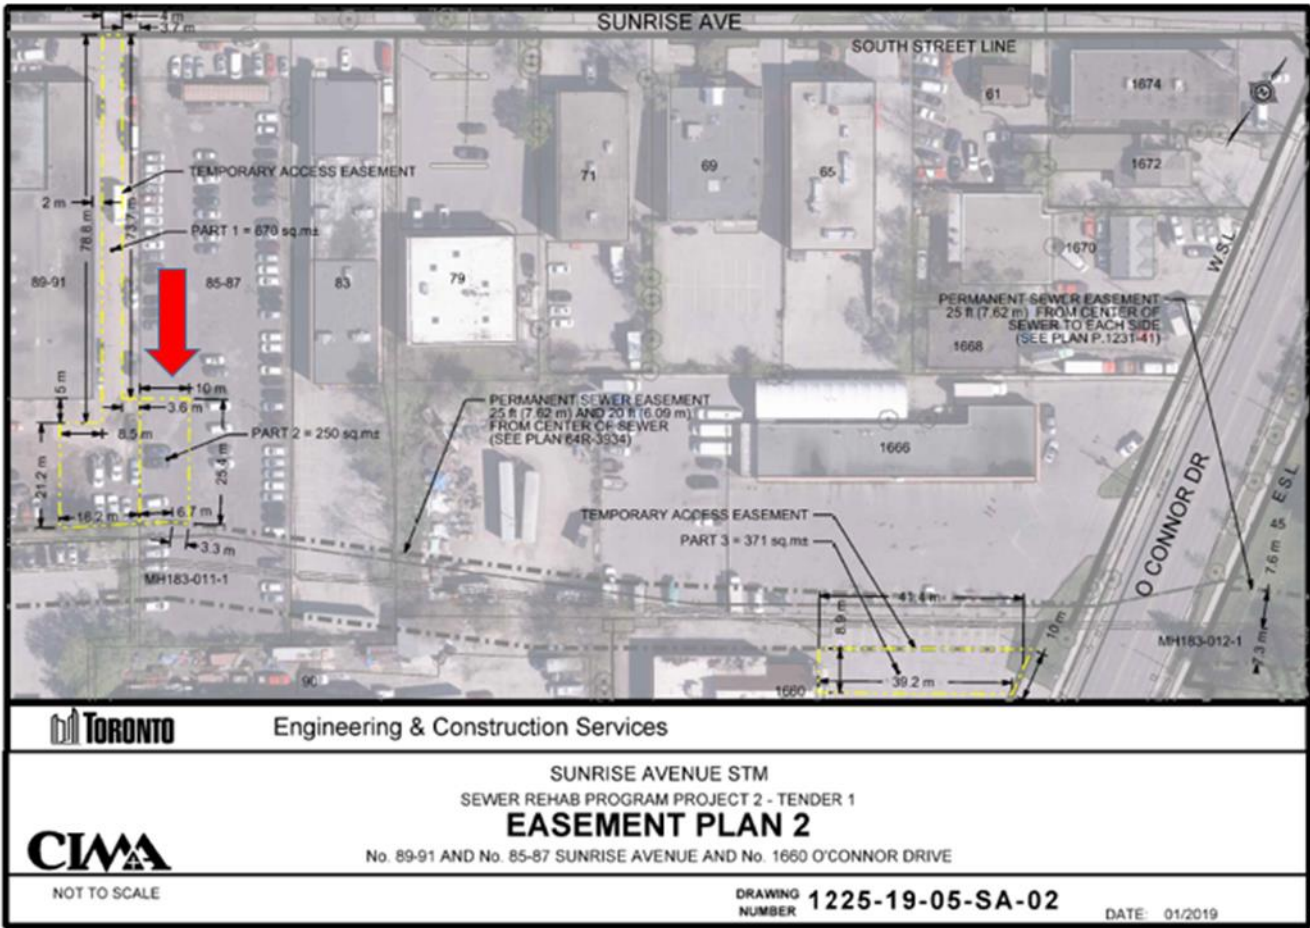 4 m
3.7 m
SUNRISE AVE
SOUTH STREET LINE
61
1674
1672
TEMPORARY ACCESS EASEMENT
71
69
65
2 m
78.8 m
73.7 m
PART 1 = 670 sq.m±
1670
W.S.L
89-91
85-87
83
79
PERMANENT SEWER EASEMENT
25 ft (7.62 m) FROM CENTER OF
SEWER TO EACH SIDE
(SEE PLAN P.1231-41)
1668
5 m
10 m
3.6 m
PERMANENT SEWER EASEMENT
25 ft (7.62 m) AND 20 ft (6.09 m)
FROM CENTER OF SEWER
(SEE PLAN 64R-3934)
8.5 m
PART 2 = 250 sq.m±
1666
21.2 m
25.4 m
E.S.L
O CONNOR DR
16.2 m
6.7 m
TEMPORARY ACCESS EASEMENT
45
3.3 m
PART 3 = 371 sq.m±
7.6 m
MH183-011-1
41.4 m
8.9 m
10 m
MH183-012-1
7.3 m
90
1660
39.2 m
TORONTO
Engineering & Construction Services
SUNRISE AVENUE STM
SEWER REHAB PROGRAM PROJECT 2 - TENDER 1
EASEMENT PLAN 2
CIMA
No. 89-91 AND No. 85-87 SUNRISE AVENUE AND No. 1660 O'CONNOR DRIVE
NOT TO SCALE
DRAWING
NUMBER 1225-19-05-SA-02
DATE: 01/2019